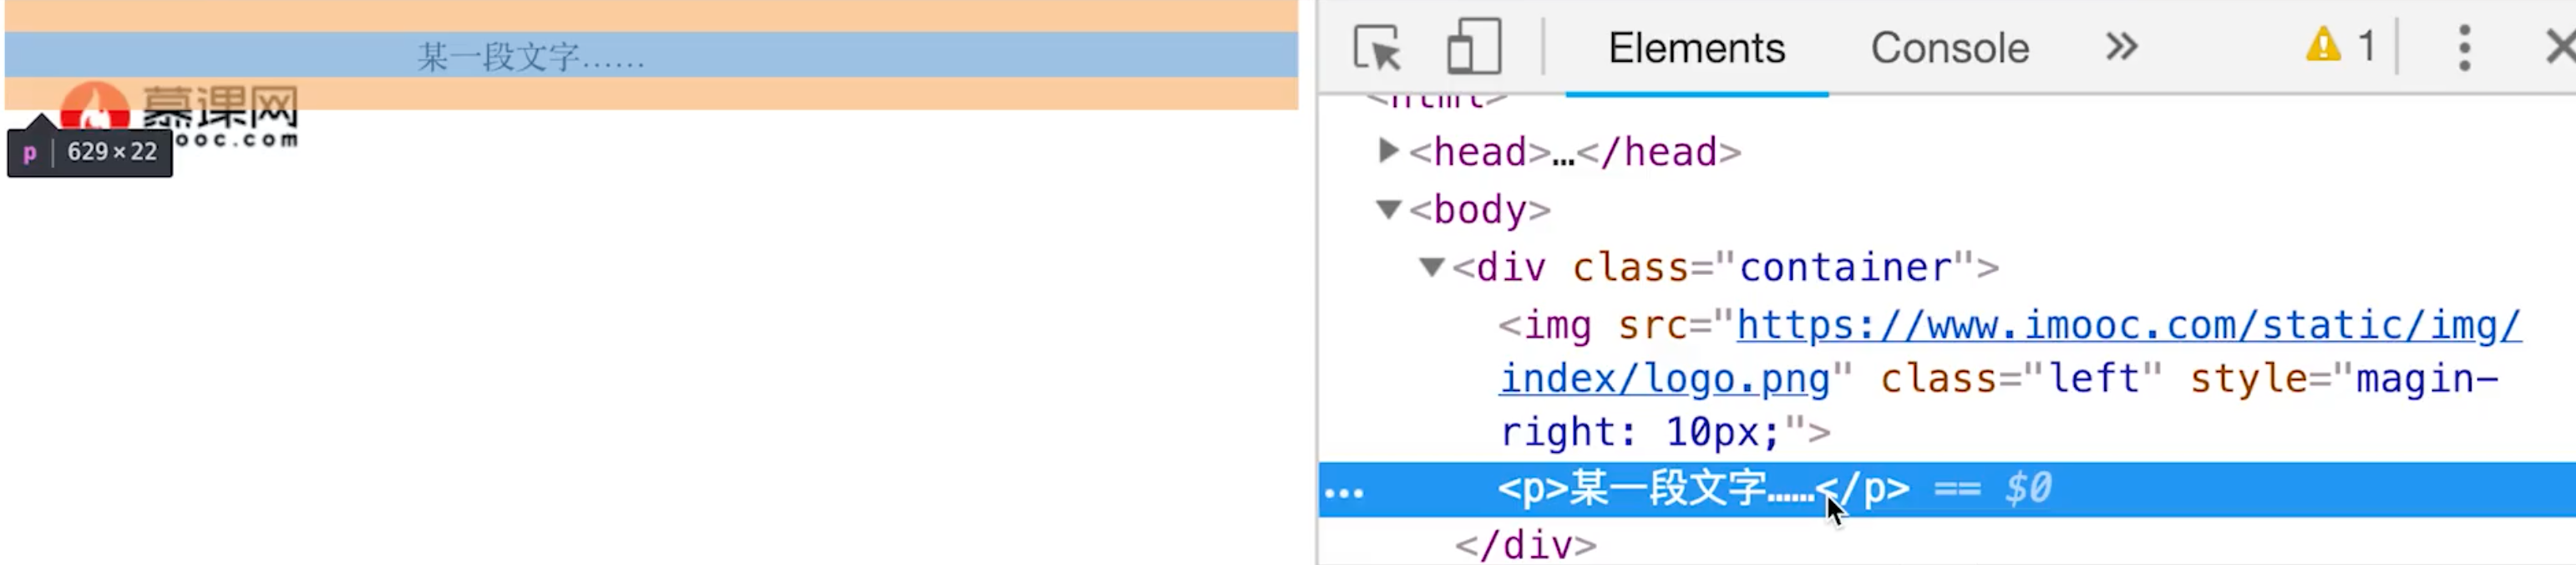 某一段文字……
慕课网
ooc.com
p 629×22
Elements Console » 1
<html>
<head>…</head>
<body>
<div class="container">
<img src="https://www.imooc.com/static/img/
index/logo.png" class="left" style="magin-
right: 10px;">
… <p>某一段文字……</p> == $0
</div>